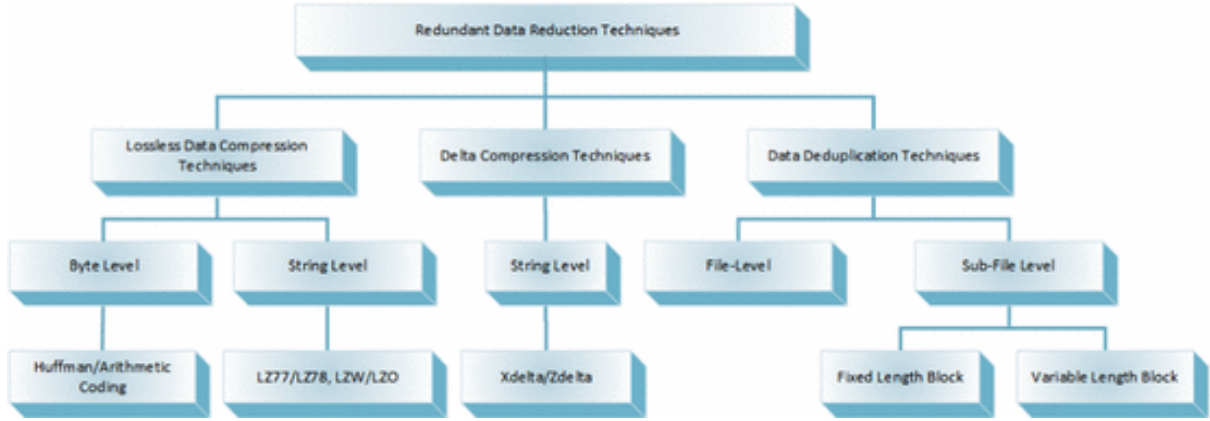 Redundant Data Reduction Techniques
Lossless Data Compression
Techniques
Delta Compression Techniques
Data Deduplication Techniques
Byte Level
String Level
String Level
File-Level
Sub-File Level
Huffman/Arithmetic
Coding
LZ77/LZ78, LZW/LZO
Xdelta/Zdelta
Fixed Length Block
Variable Length Block